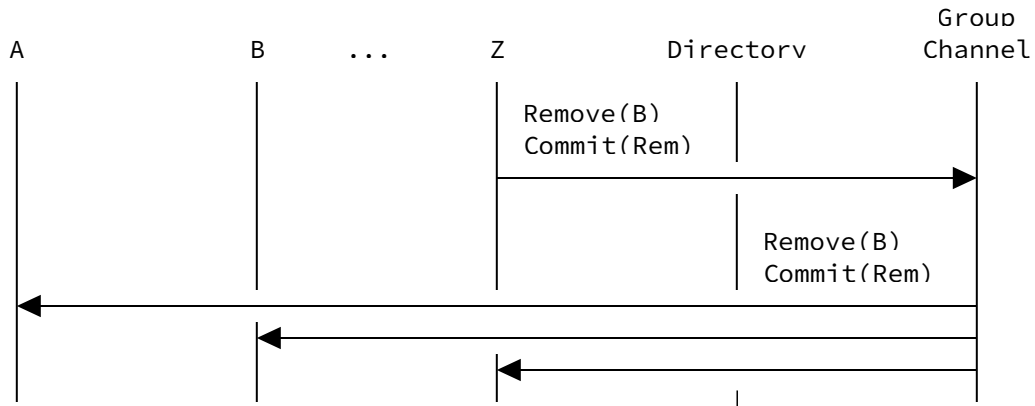 Group
A B ... Z Directory Channel
Remove(B)
Commit(Rem)
Remove(B)
Commit(Rem)